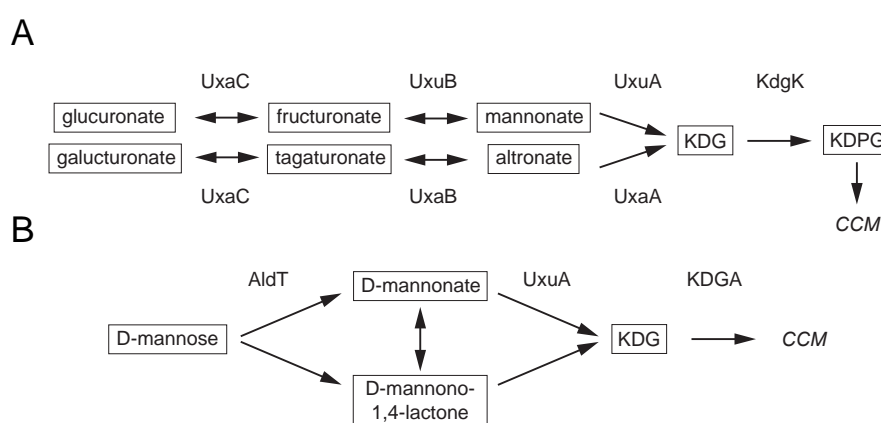 A
UxaC UxuB UxuA KdgK
glucuronate fructuronate mannonate
KDG KDPG
galucturonate tagaturonate altronate
UxaC UxaB UxaA CCM
B
AldT D-mannonate UxuA KDGA
D-mannose KDG CCM
D-mannono-
1,4-lactone